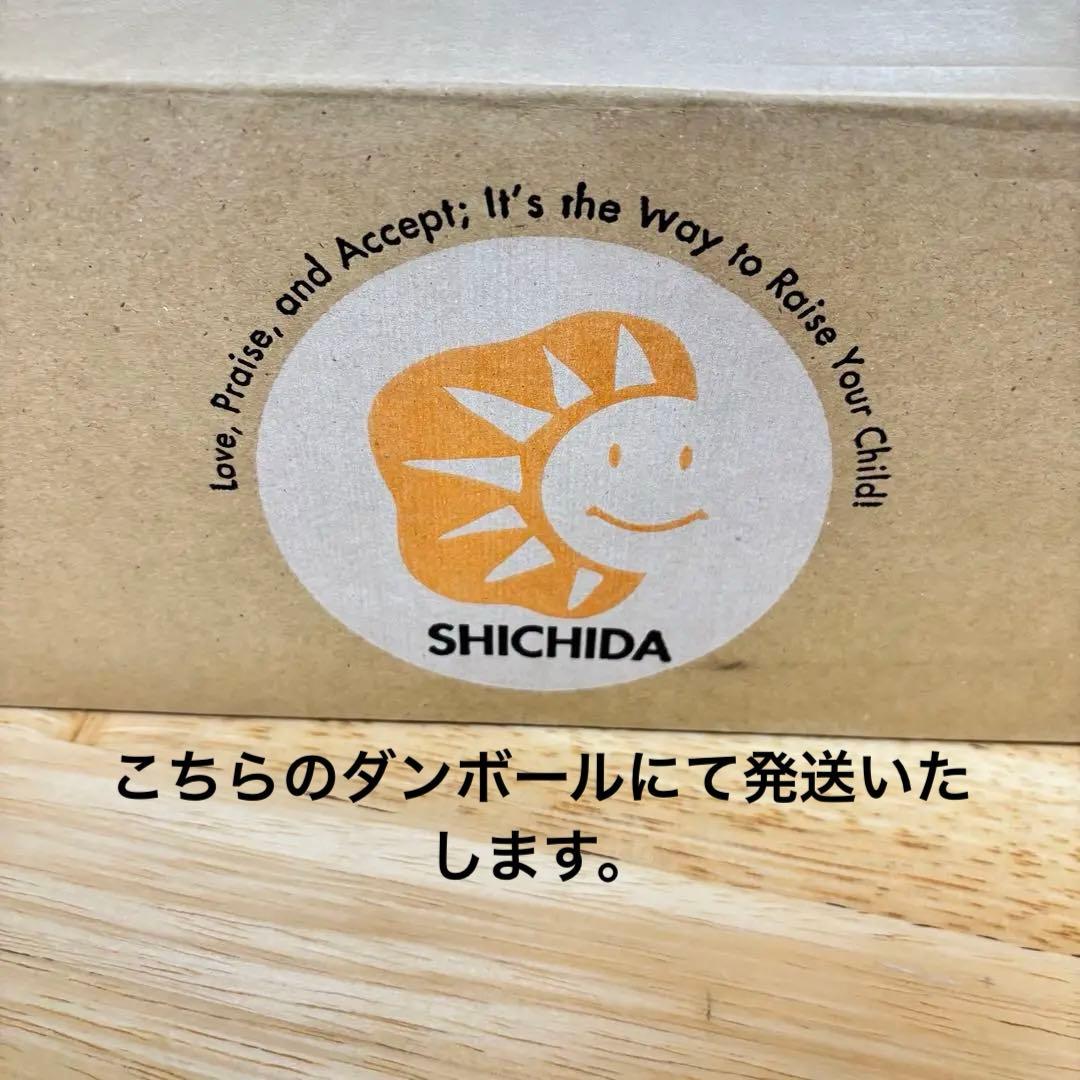 Love, Praise, and Accept; It's the Way to Raise Your Child!
SHICHIDA
こちらのダンボールにて発送いた
します。